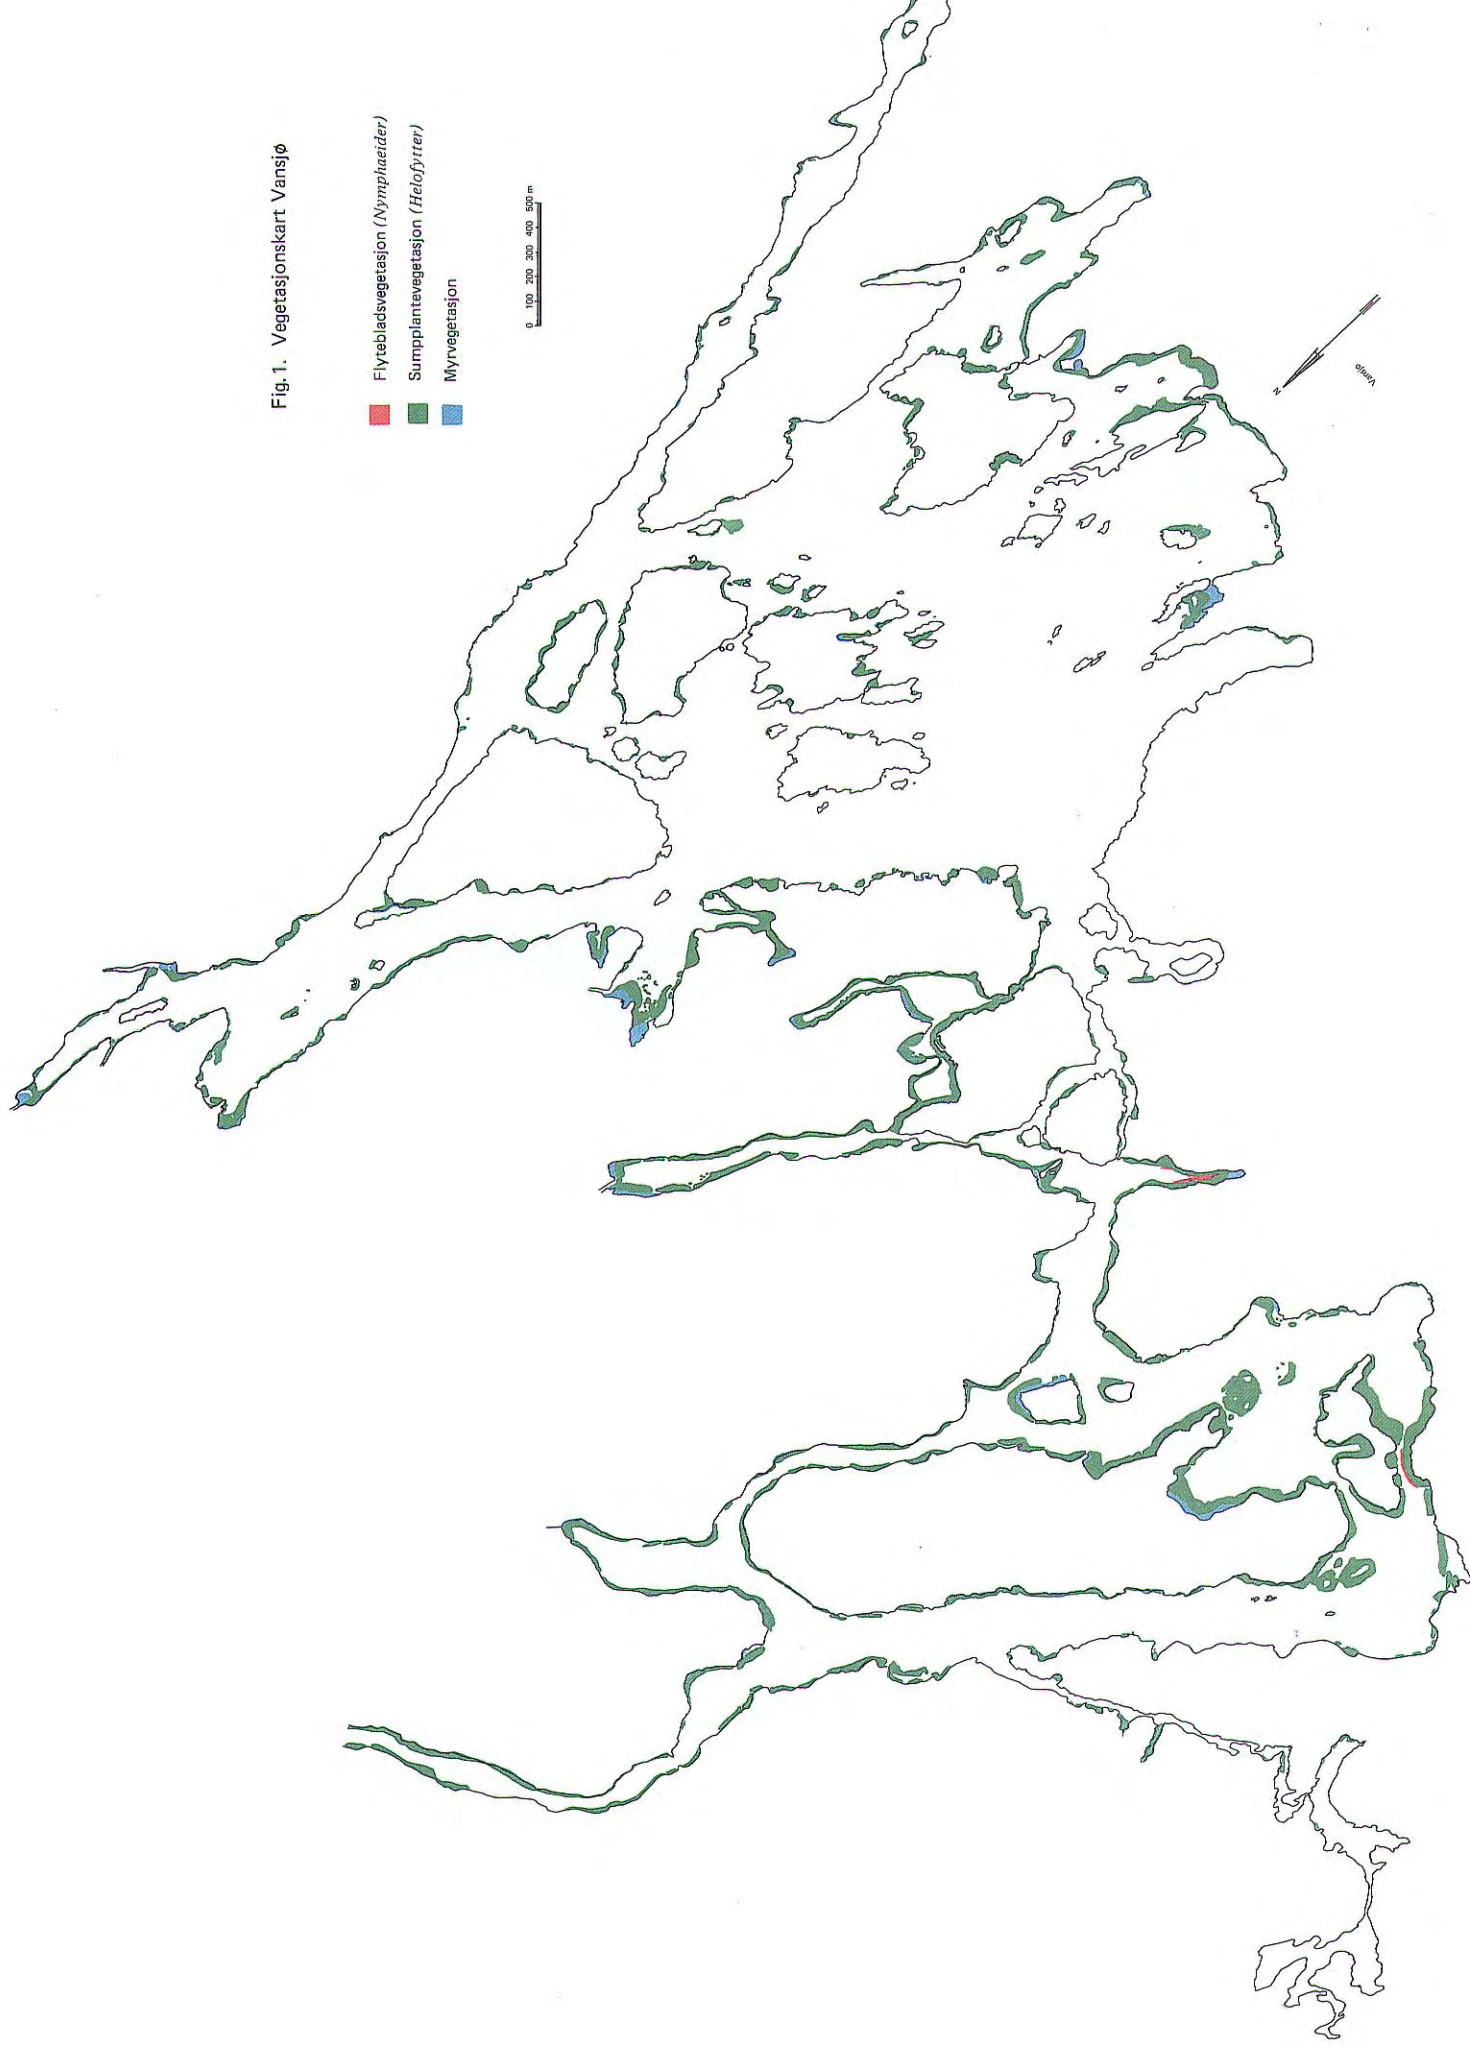 Fig. 1. Vegetasjonskart Vansjø
Flytebladsvegetasjon (Nymphaeider)
Sumpplantevegetasjon (Helofytter)
Myrvegetasjon
0 100 200 300 400 500 m
N
Vansjø